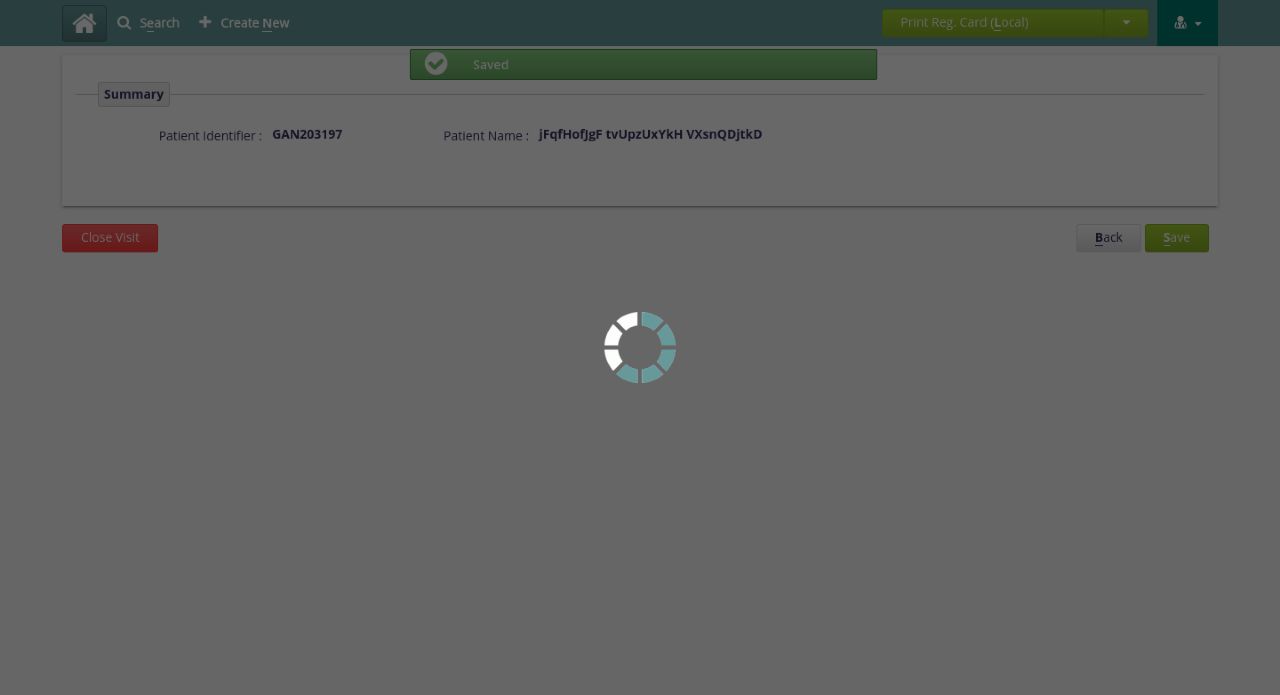 Search Create New Print Reg. Card (Local)
Saved
Summary
Patient Identifier : GAN203197 Patient Name : jFqfHofJgF tvUpzUxYkH VXsnQDjtkD
Close Visit Back Save